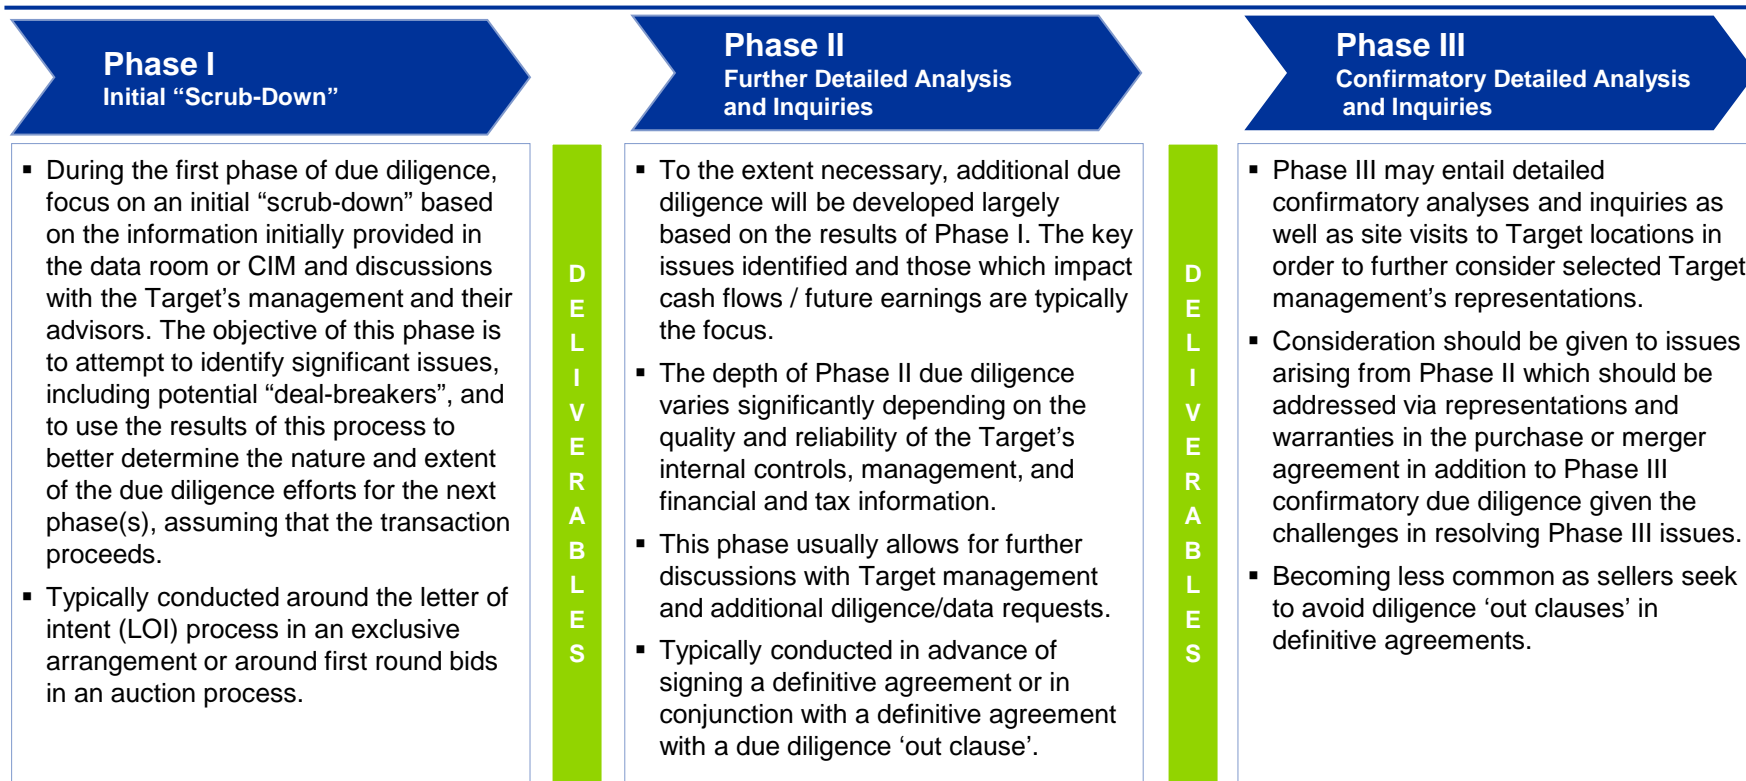 Phase I
Initial “Scrub-Down”
▪ During the first phase of due diligence,
focus on an initial “scrub-down” based
on the information initially provided in
the data room or CIM and discussions
with the Target’s management and their
advisors. The objective of this phase is
to attempt to identify significant issues,
including potential “deal-breakers”, and
to use the results of this process to
better determine the nature and extent
of the due diligence efforts for the next
phase(s), assuming that the transaction
proceeds.
▪ Typically conducted around the letter of
intent (LOI) process in an exclusive
arrangement or around first round bids
in an auction process.
D
E
L
I
V
E
R
A
B
L
E
S
Phase II
Further Detailed Analysis
and Inquiries
▪ To the extent necessary, additional due
diligence will be developed largely
based on the results of Phase I. The key
issues identified and those which impact
cash flows / future earnings are typically
the focus.
▪ The depth of Phase II due diligence
varies significantly depending on the
quality and reliability of the Target’s
internal controls, management, and
financial and tax information.
▪ This phase usually allows for further
discussions with Target management
and additional diligence/data requests.
▪ Typically conducted in advance of
signing a definitive agreement or in
conjunction with a definitive agreement
with a due diligence ‘out clause’.
D
E
L
I
V
E
R
A
B
L
E
S
Phase III
Confirmatory Detailed Analysis
and Inquiries
▪ Phase III may entail detailed
confirmatory analyses and inquiries as
well as site visits to Target locations in
order to further consider selected Target
management’s representations.
▪ Consideration should be given to issues
arising from Phase II which should be
addressed via representations and
warranties in the purchase or merger
agreement in addition to Phase III
confirmatory due diligence given the
challenges in resolving Phase III issues.
▪ Becoming less common as sellers seek
to avoid diligence ‘out clauses’ in
definitive agreements.